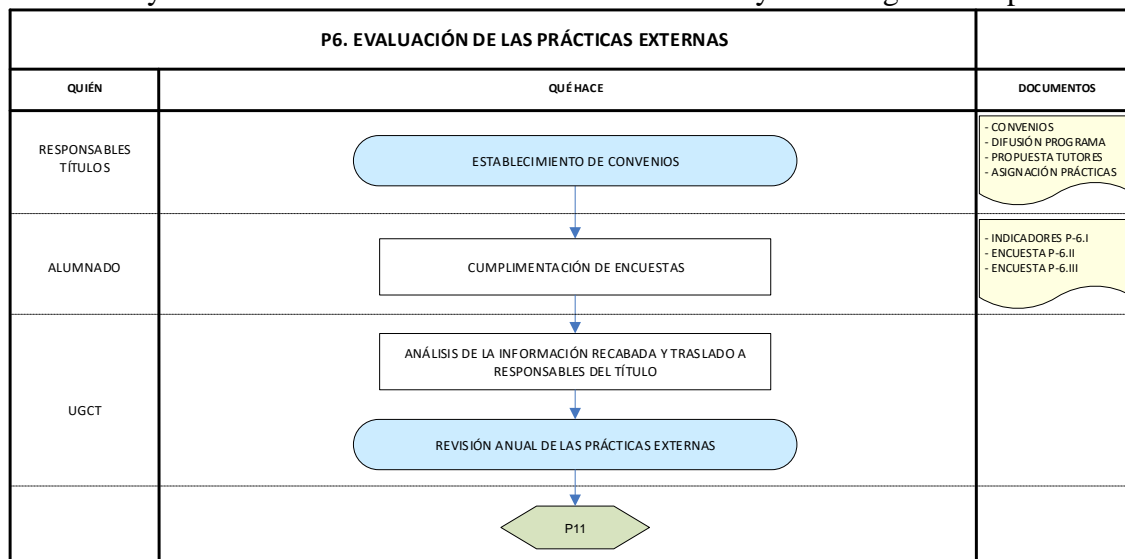 P6. EVALUACIÓN DE LAS PRÁCTICAS EXTERNAS
QUIÉN
QUÉ HACE
DOCUMENTOS
RESPONSABLES
TÍTULOS
ESTABLECIMIENTO DE CONVENIOS
- CONVENIOS
- DIFUSIÓN PROGRAMA
- PROPUESTA TUTORES
- ASIGNACIÓN PRÁCTICAS
ALUMNADO
CUMPLIMENTACIÓN DE ENCUESTAS
- INDICADORES P-6.I
- ENCUESTA P-6.II
- ENCUESTA P-6.III
UGCT
ANÁLISIS DE LA INFORMACIÓN RECABADA Y TRASLADO A
RESPONSABLES DEL TÍTULO
REVISIÓN ANUAL DE LAS PRÁCTICAS EXTERNAS
P11